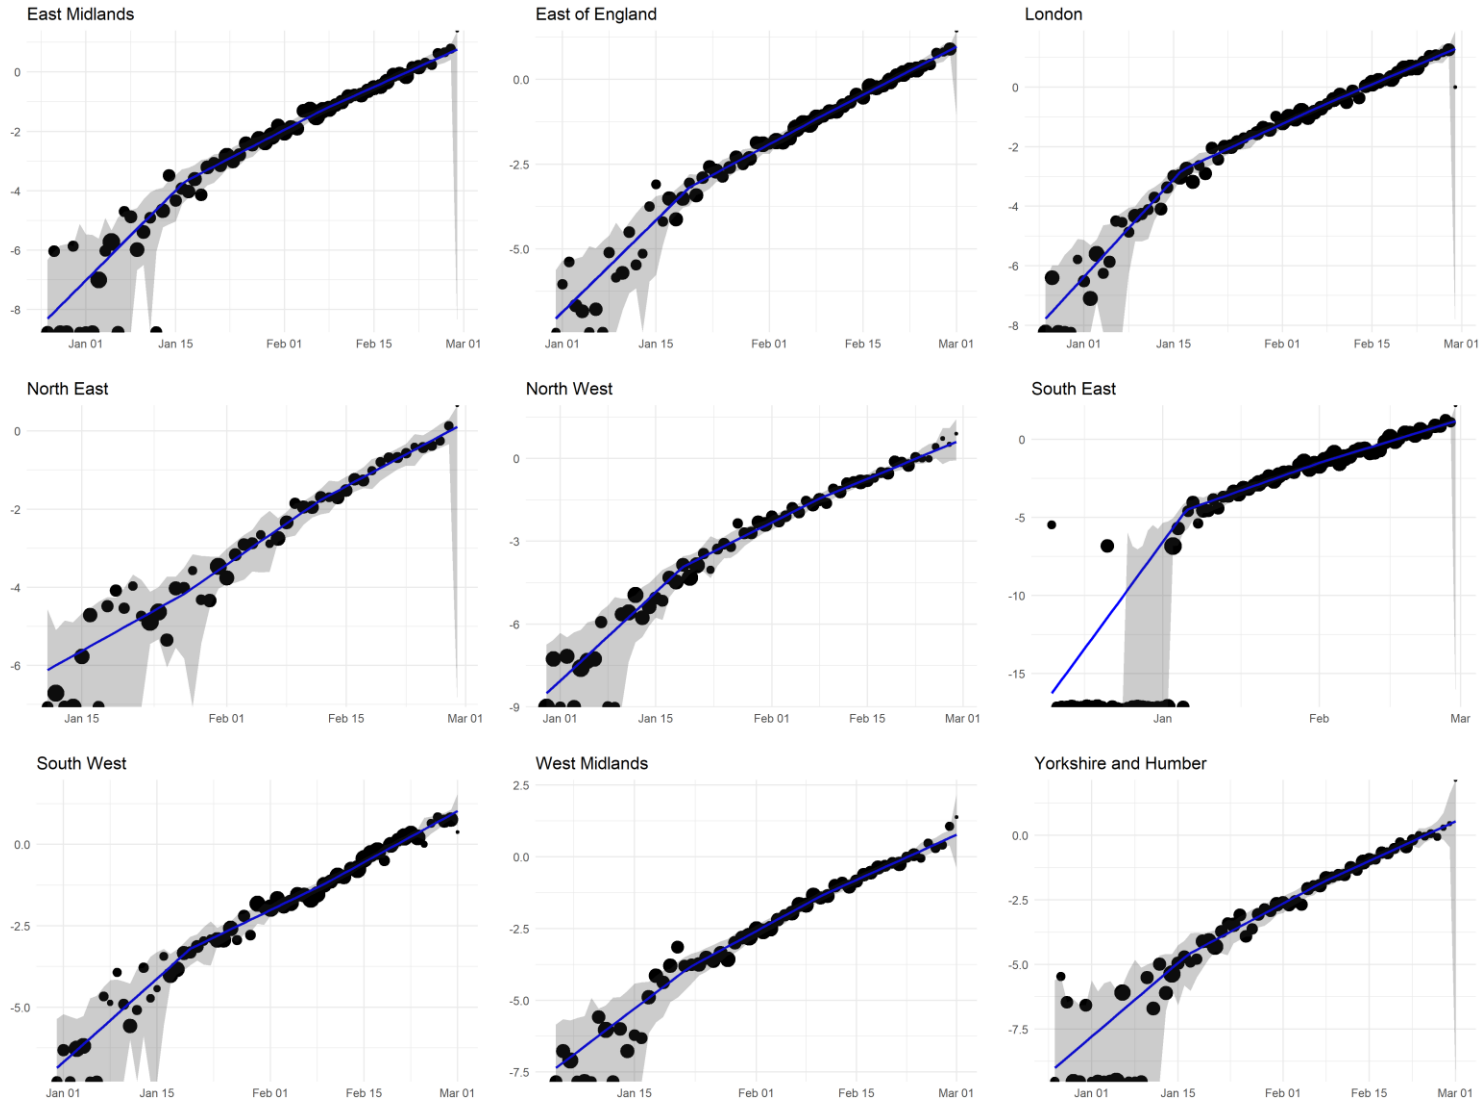 East Midlands
0
-2
-4
-6
-8
Jan 01 Jan 15 Feb 01 Feb 15 Mar 01
East of England
0.0
-2.5
-5.0
Jan 01 Jan 15 Feb 01 Feb 15 Mar 01
London
0
-2
-4
-6
-8
Jan 01 Jan 15 Feb 01 Feb 15 Mar 01
North East
0
-2
-4
-6
Jan 15 Feb 01 Feb 15 Mar 01
North West
0
-3
-6
-9
Jan 01 Jan 15 Feb 01 Feb 15 Mar 01
South East
0
-5
-10
-15
Jan Feb Mar
South West
0.0
-2.5
-5.0
Jan 01 Jan 15 Feb 01 Feb 15 Mar 01
West Midlands
2.5
0.0
-2.5
-5.0
-7.5
Jan 15 Feb 01 Feb 15 Mar 01
Yorkshire and Humber
0.0
-2.5
-5.0
-7.5
Jan 01 Jan 15 Feb 01 Feb 15 Mar 01